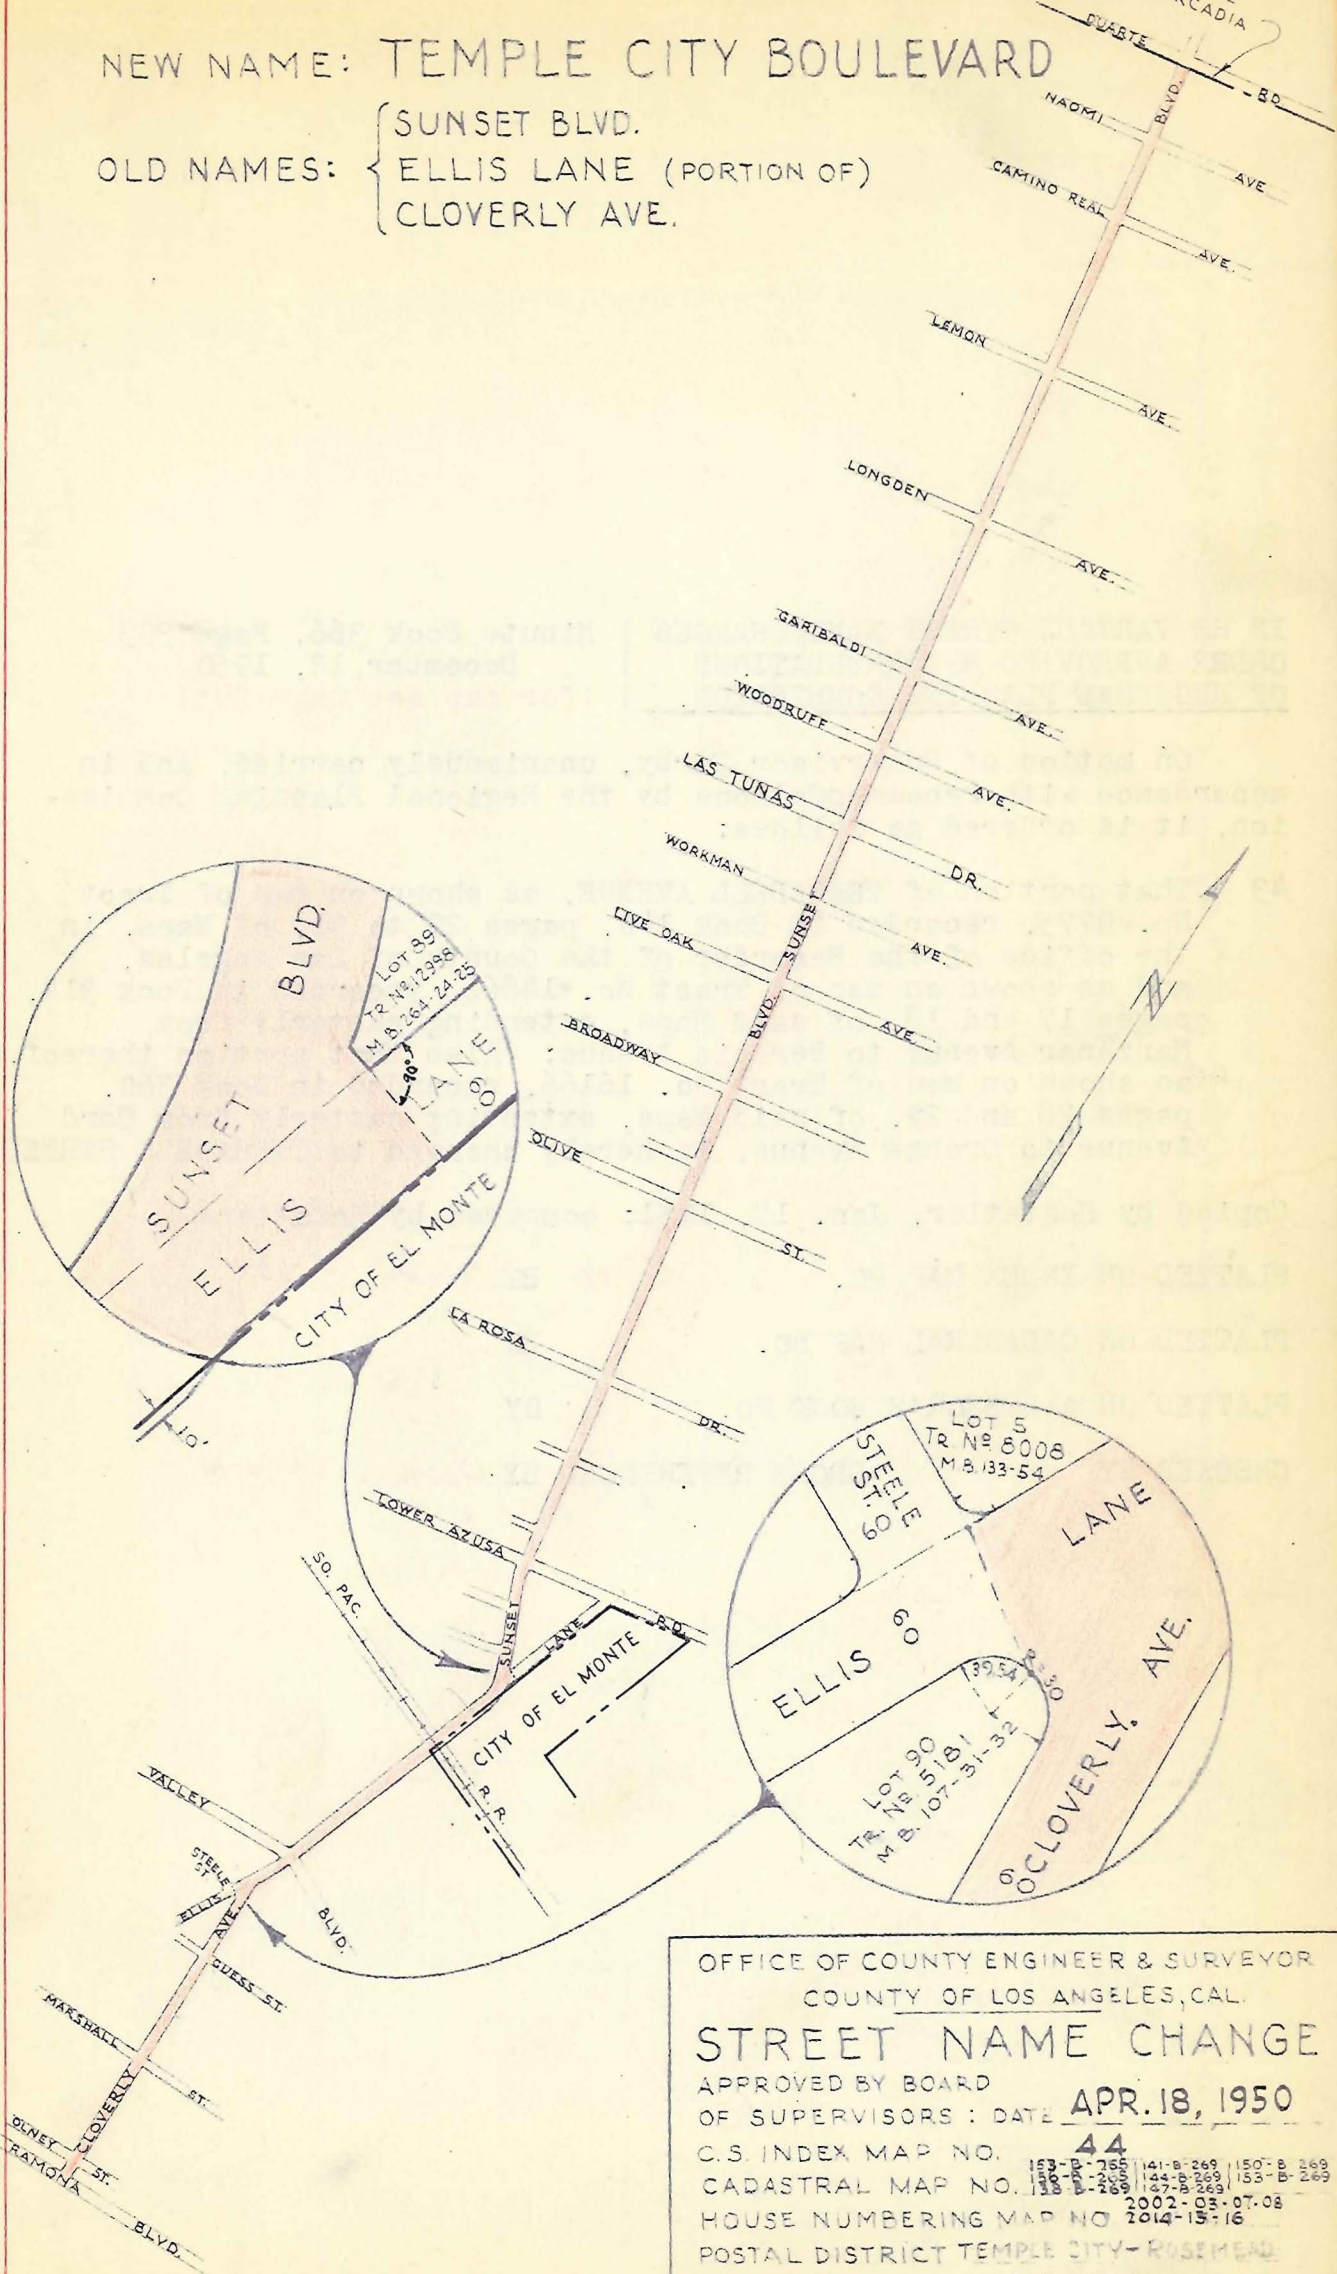 ARCADIA
DUARTE RD.
NEW NAME: TEMPLE CITY BOULEVARD
OLD NAMES:
SUNSET BLVD.
ELLIS LANE (PORTION OF)
CLOVERLY AVE.
BLVD.
NAOMI AVE
CAMINO REAL AVE.
LEMON AVE.
LONGDEN AVE.
GARIBALDI AVE.
WOODRUFF AVE.
LAS TUNAS DR.
WORKMAN AVE.
SUNSET
LIVE OAK AVE.
BLVD.
BROADWAY
OLIVE ST.
LA ROSA DR.
LOWER AZUSA RD.
SO. PAC.
R. R.
SUNSET
LANE
CITY OF EL MONTE
VALLEY BLVD.
STEELE ST
ELLIS
AVE.
GUESS ST.
MARSHALL ST.
CLOVERLY
OLNEY ST.
RAMONA BLVD.
SUNSET BLVD.
LOT 89
TR. Nº 12998
M B. 264-24-25
90°
ELLIS LANE
60
CITY OF EL MONTE
10'
STEELE ST. 60
LOT 5
TR. Nº 8008
M B. 133-54
LANE
ELLIS 60
39.54
R=30
LOT 90
TR. Nº 5181
M B. 107-31-32
CLOVERLY AVE.
60
OFFICE OF COUNTY ENGINEER & SURVEYOR
COUNTY OF LOS ANGELES, CAL.
STREET NAME CHANGE
APPROVED BY BOARD
OF SUPERVISORS : DATE APR. 18, 1950
C.S. INDEX MAP NO. 44
CADASTRAL MAP NO. 153-B-265 141-B-269 150-B 269
156-B-265 144-B-269 153-B-269
138-B-269 147-B-269
HOUSE NUMBERING MAP NO 2002-03-07-08
2014-15-16
POSTAL DISTRICT TEMPLE CITY-ROSEMEAD